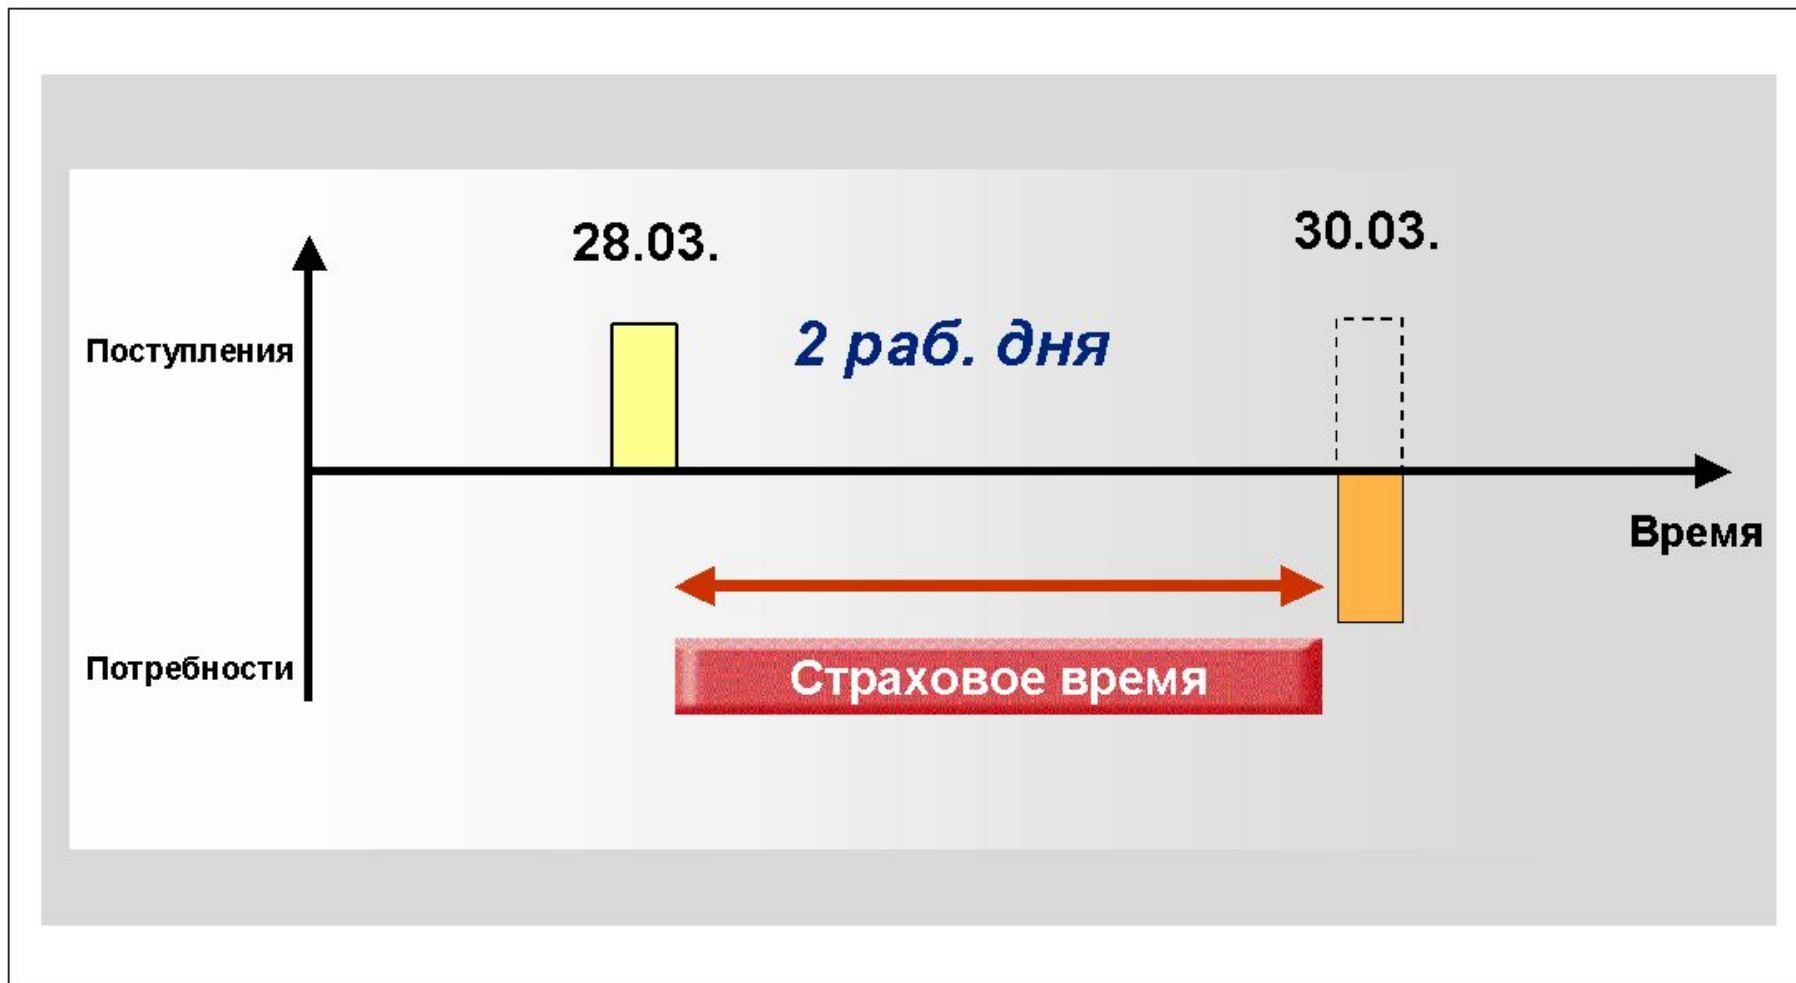 28.03.
30.03.
2 раб. дня
Поступления
Время
Потребности
Страховое время